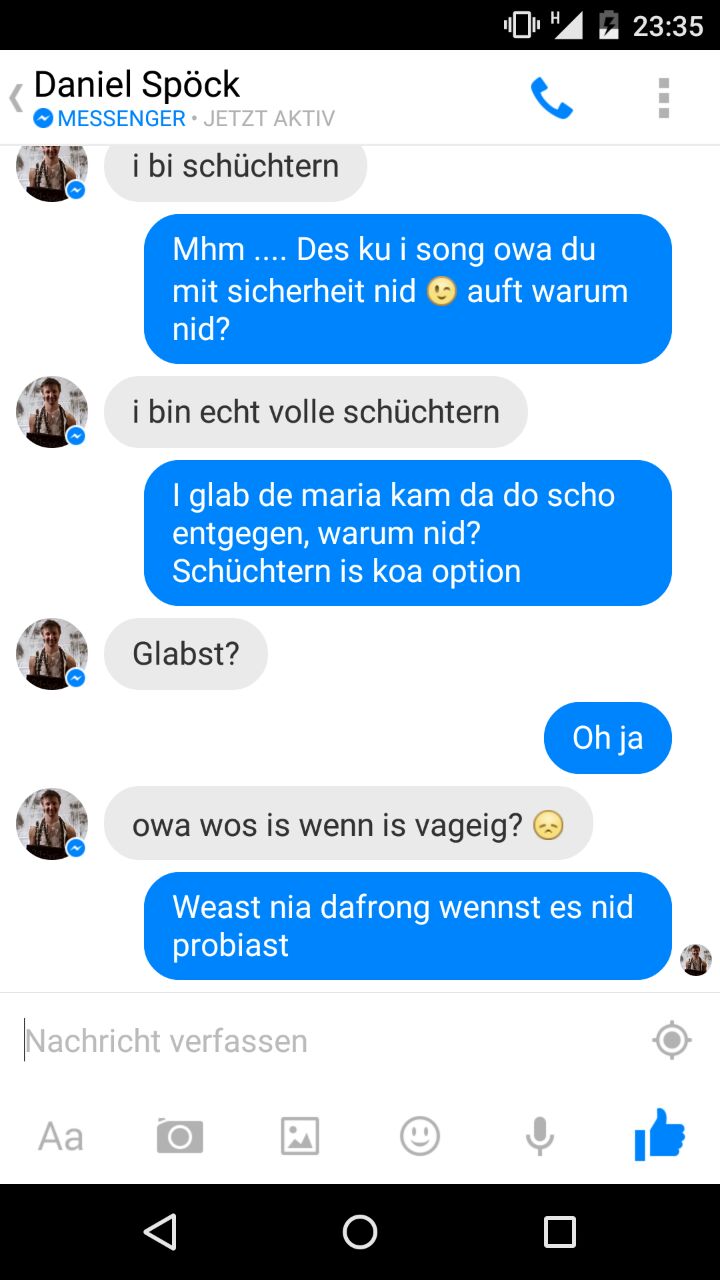 H 23:35
Daniel Spöck
MESSENGER • JETZT AKTIV
i bi schüchtern
Mhm .... Des ku i song owa du
mit sicherheit nid 😉 auft warum
nid?
i bin echt volle schüchtern
I glab de maria kam da do scho
entgegen, warum nid?
Schüchtern is koa option
Glabst?
Oh ja
owa wos is wenn is vageig? 😞
Weast nia dafrong wennst es nid
probiast
Nachricht verfassen
Aa